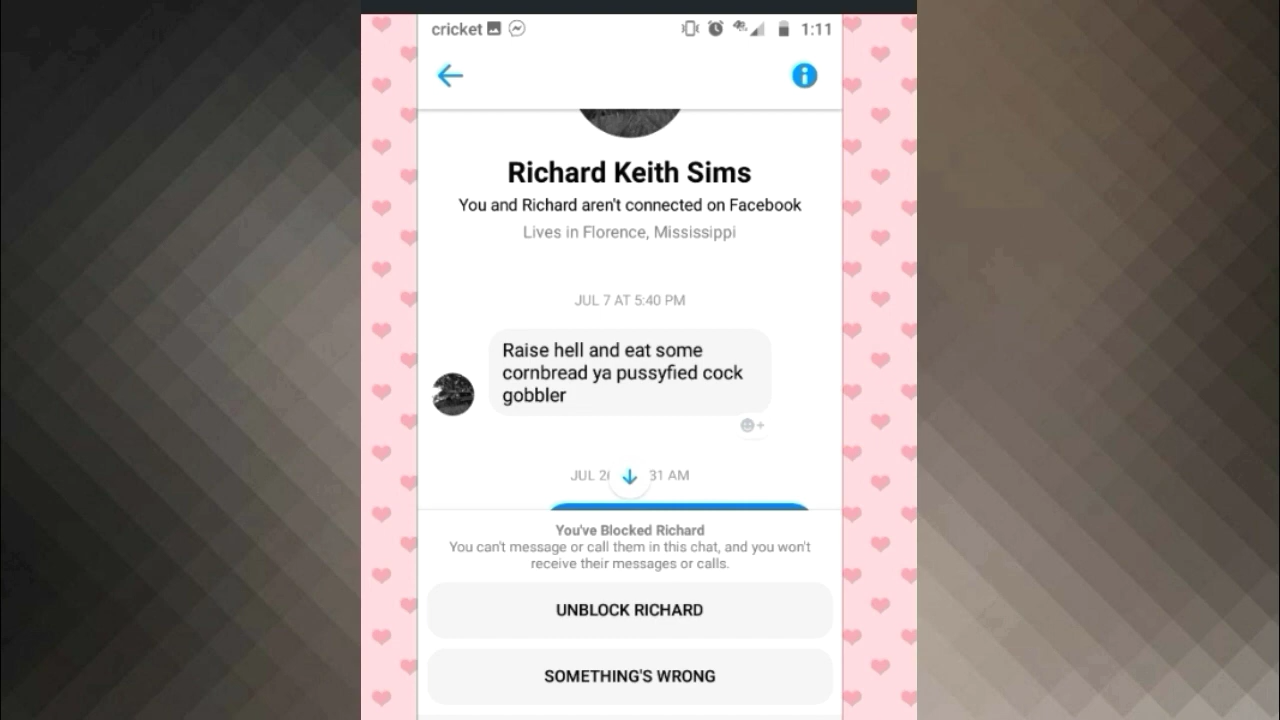 cricket 1:11
Richard Keith Sims
You and Richard aren't connected on Facebook
Lives in Florence, Mississippi
JUL 7 AT 5:40 PM
Raise hell and eat some
cornbread ya pussyfied cock
gobbler
JUL 31 AM
You've Blocked Richard
You can't message or call them in this chat, and you won't
receive their messages or calls.
UNBLOCK RICHARD
SOMETHING'S WRONG